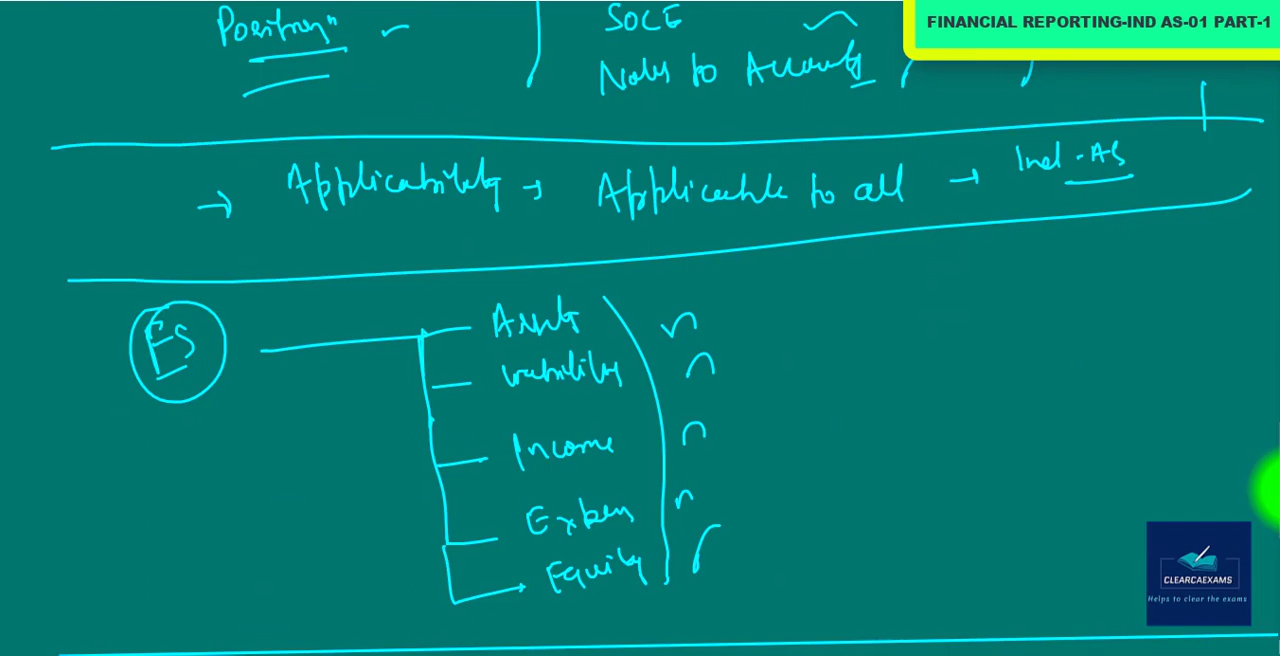 Position
SOCE
Notes to Accounts
FINANCIAL REPORTING-IND AS-01 PART-1
→ Applicability → Applicable to all → Ind-AS
FS
Assets
Liability
Income
Expen
Equity
CLEARCAEXAMS
Helps to clear the exams